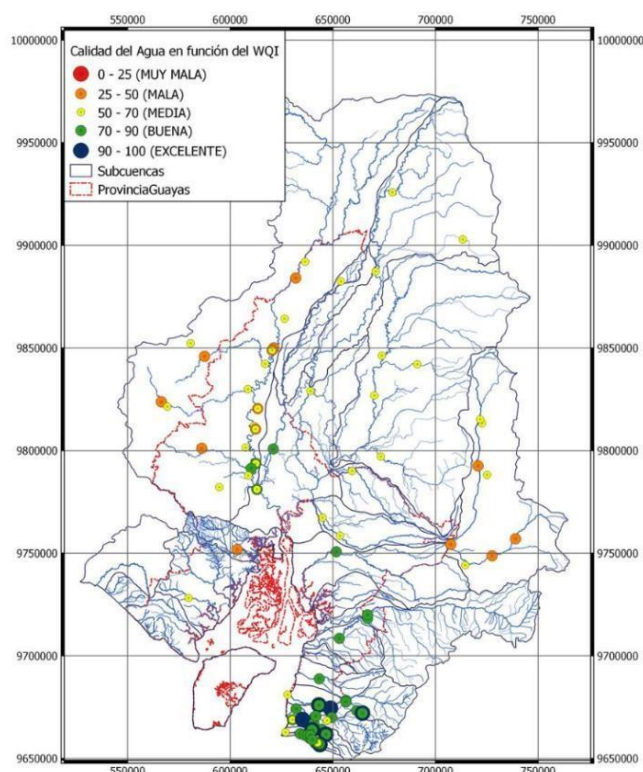 550000 600000 650000 700000 750000
10000000 10000000
Calidad del Agua en función del WQI
0 - 25 (MUY MALA)
25 - 50 (MALA)
50 - 70 (MEDIA)
70 - 90 (BUENA)
90 - 100 (EXCELENTE)
Subcuencas
ProvinciaGuayas
9950000 9950000
9900000 9900000
9850000 9850000
9800000 9800000
9750000 9750000
9700000 9700000
9650000 9650000
550000 600000 650000 700000 750000